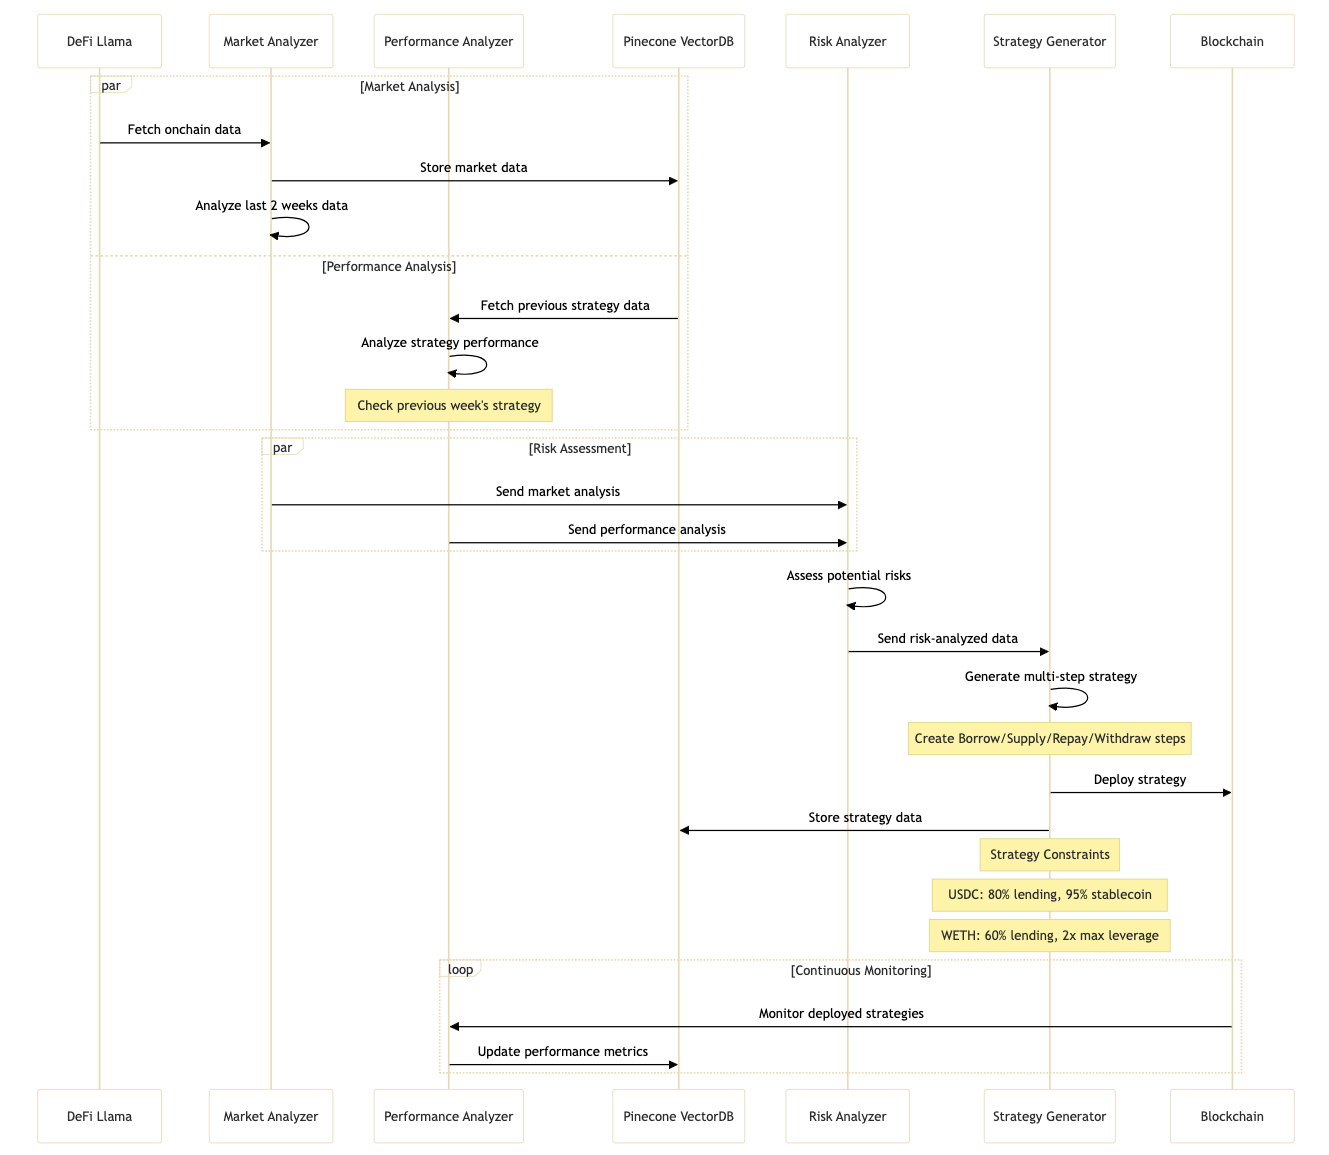 DeFi Llama
Market Analyzer
Performance Analyzer
Pinecone VectorDB
Risk Analyzer
Strategy Generator
Blockchain
par
[Market Analysis]
Fetch onchain data
Store market data
Analyze last 2 weeks data
[Performance Analysis]
Fetch previous strategy data
Analyze strategy performance
Check previous week's strategy
par
[Risk Assessment]
Send market analysis
Send performance analysis
Assess potential risks
Send risk-analyzed data
Generate multi-step strategy
Create Borrow/Supply/Repay/Withdraw steps
Deploy strategy
Store strategy data
Strategy Constraints
USDC: 80% lending, 95% stablecoin
WETH: 60% lending, 2x max leverage
loop
[Continuous Monitoring]
Monitor deployed strategies
Update performance metrics
DeFi Llama
Market Analyzer
Performance Analyzer
Pinecone VectorDB
Risk Analyzer
Strategy Generator
Blockchain